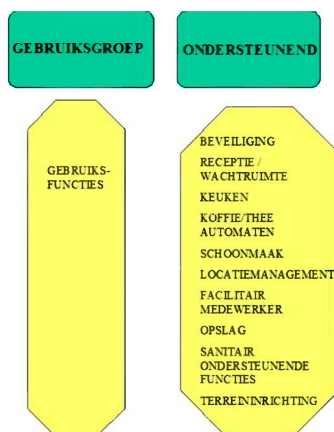 GEBRUIKSGROEP
ONDERSTEUNEND
GEBRUIKS-
FUNCTIES
BEVEILIGING
RECEPTIE /
WACHTRUIMTE
KEUKEN
KOFFIE/THEE
AUTOMATEN
SCHOONMAAK
LOCATIEMANAGEMENT
FACILITAIR
MEDEWERKER
OPSLAG
SANITAIR
ONDERSTEUNENDE
FUNCTIES
TERREININRICHTING